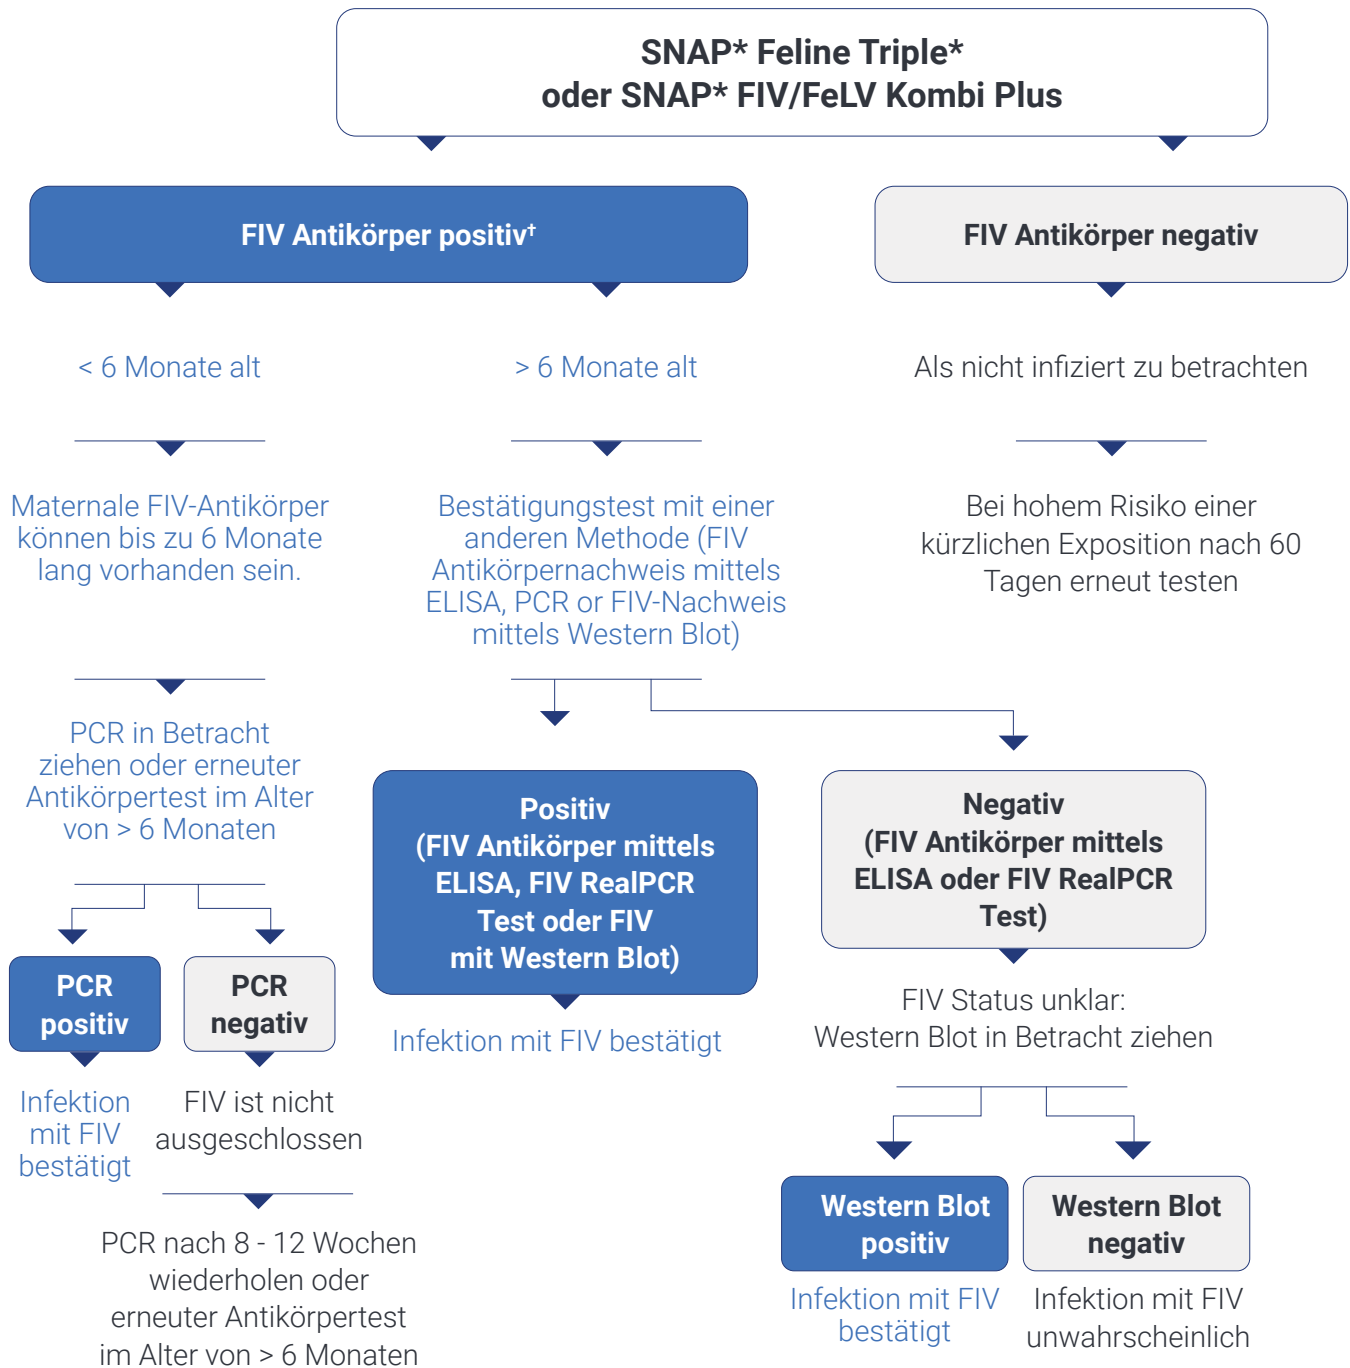 SNAP* Feline Triple*
oder SNAP* FIV/FeLV Kombi Plus
FIV Antikörper positiv†
FIV Antikörper negativ
< 6 Monate alt
> 6 Monate alt
Als nicht infiziert zu betrachten
Maternale FIV-Antikörper
können bis zu 6 Monate
lang vorhanden sein.
Bestätigungstest mit einer
anderen Methode (FIV
Antikörpernachweis mittels
ELISA, PCR or FIV-Nachweis
mittels Western Blot)
Bei hohem Risiko einer
kürzlichen Exposition nach 60
Tagen erneut testen
PCR in Betracht
ziehen oder erneuter
Antikörpertest im Alter
von > 6 Monaten
Positiv
(FIV Antikörper mittels
ELISA, FIV RealPCR
Test oder FIV
mit Western Blot)
Negativ
(FIV Antikörper mittels
ELISA oder FIV RealPCR
Test)
PCR
positiv
PCR
negativ
Infektion mit FIV bestätigt
FIV Status unklar:
Western Blot in Betracht ziehen
Infektion
mit FIV
bestätigt
FIV ist nicht
ausgeschlossen
Western Blot
positiv
Western Blot
negativ
PCR nach 8 - 12 Wochen
wiederholen oder
erneuter Antikörpertest
im Alter von > 6 Monaten
Infektion mit FIV
bestätigt
Infektion mit FIV
unwahrscheinlich